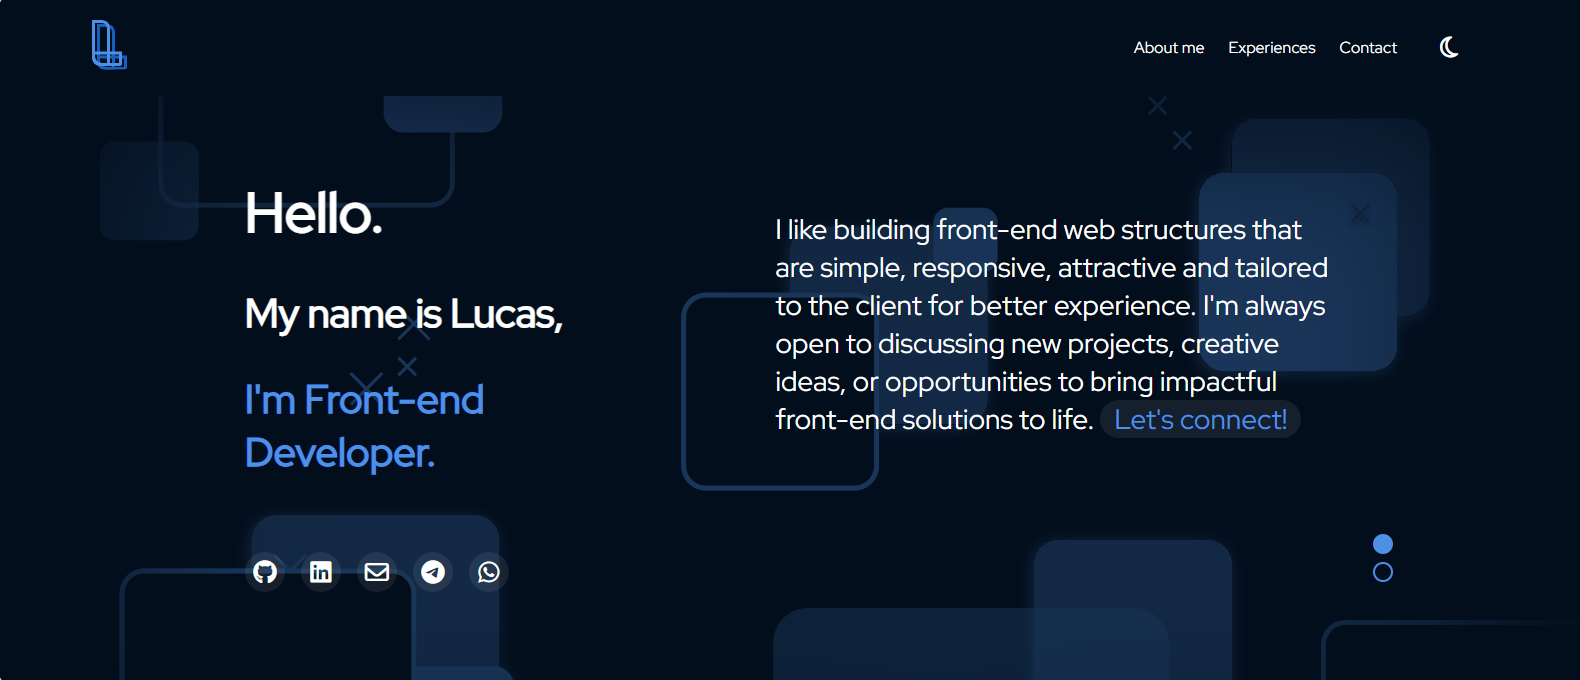 About me Experiences Contact
Hello.
My name is Lucas,
I'm Front-end
Developer.
I like building front-end web structures that
are simple, responsive, attractive and tailored
to the client for better experience. I'm always
open to discussing new projects, creative
ideas, or opportunities to bring impactful
front-end solutions to life. Let's connect!